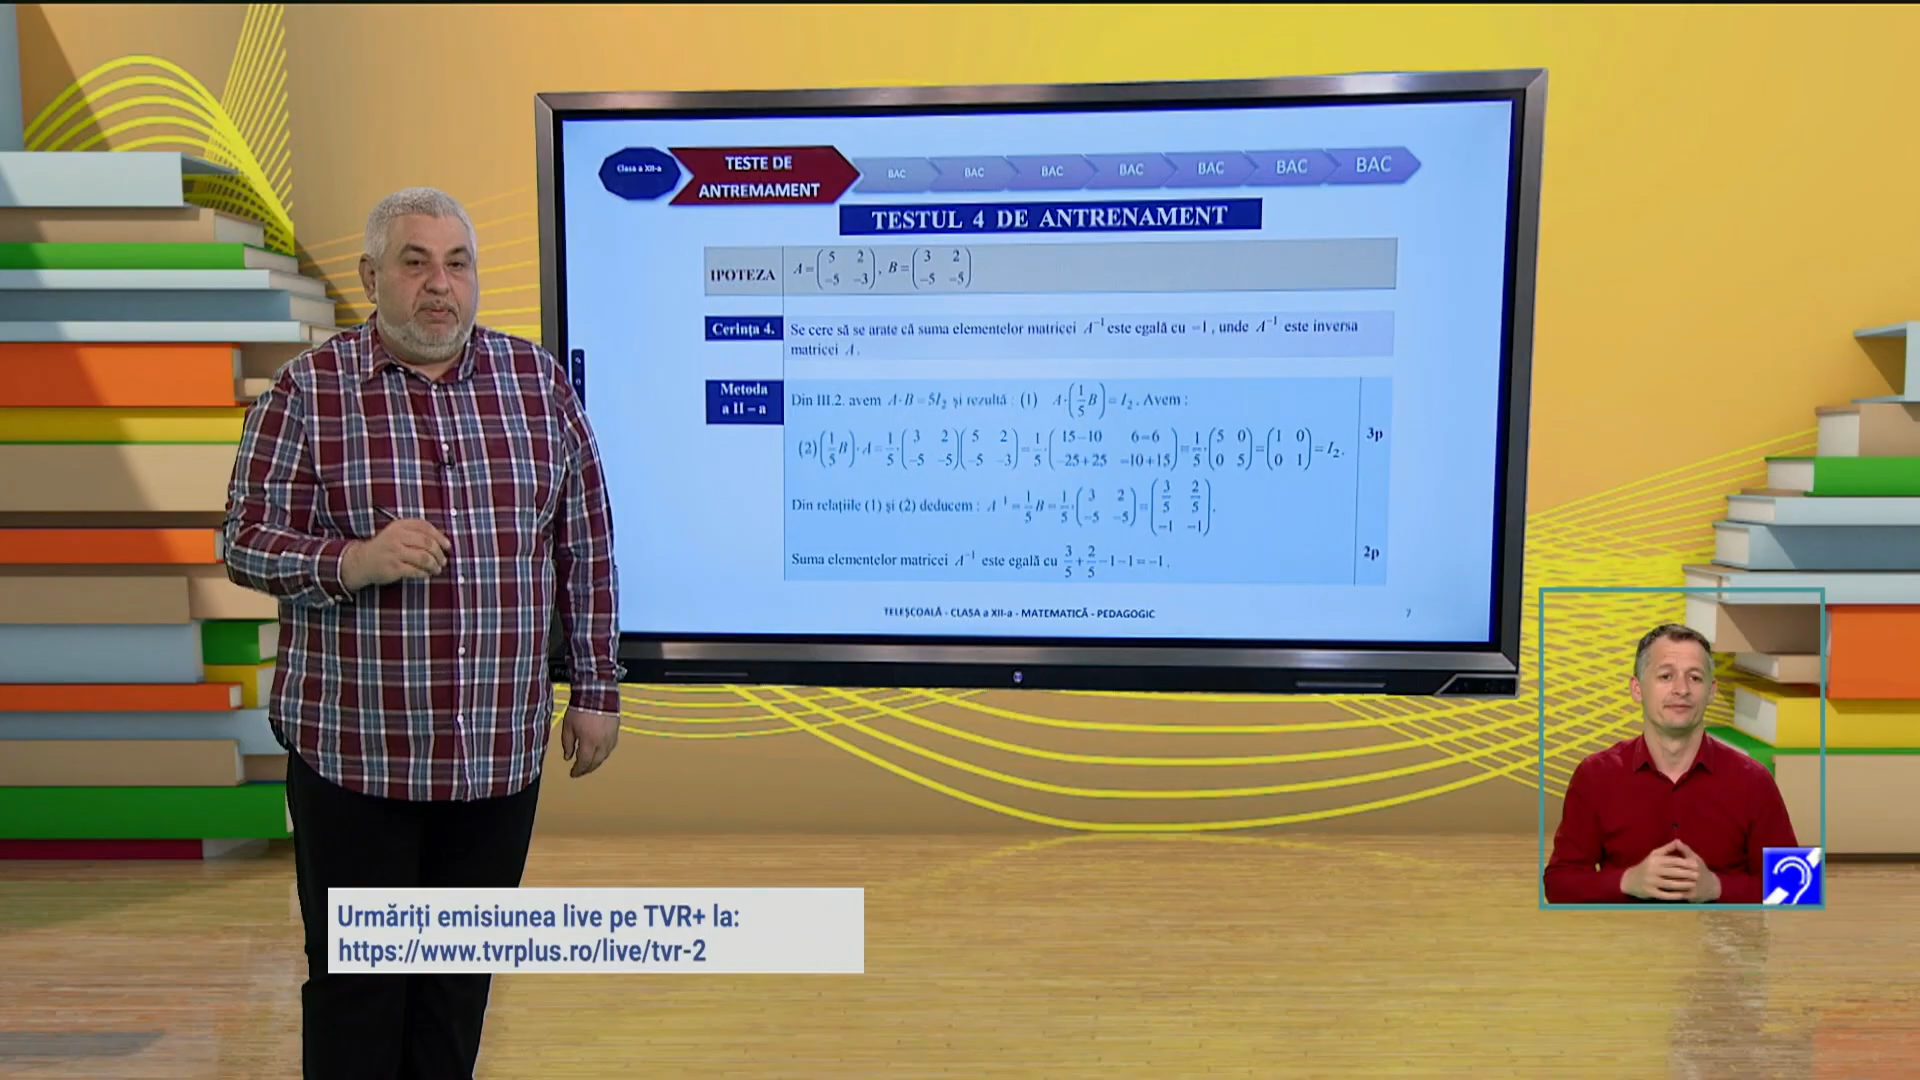 Clasa a XII-a
TESTE DE
ANTREMAMENT
BAC BAC BAC BAC BAC BAC BAC
TESTUL 4 DE ANTRENAMENT
IPOTEZA A = (5 2 / -5 -3), B = (3 2 / -5 -5)
Cerința 4. Se cere să se arate că suma elementelor matricei A⁻¹ este egală cu -1, unde A⁻¹ este inversa
matricei A.
Metoda
a II – a
Din III.2. avem A·B = 5I₂ și rezultă : (1) A·(1/5 B) = I₂. Avem :
(2) (1/5 B)·A = 1/5·(3 2 / -5 -5)(5 2 / -5 -3) = 1/5·(15-10 6-6 / -25+25 -10+15) = 1/5·(5 0 / 0 5) = (1 0 / 0 1) = I₂.
3p
Din relațiile (1) și (2) deducem : A⁻¹ = 1/5 B = 1/5·(3 2 / -5 -5) = (3/5 2/5 / -1 -1).
Suma elementelor matricei A⁻¹ este egală cu 3/5 + 2/5 -1-1 = -1.
2p
TELEȘCOALĂ - CLASA a XII-a - MATEMATICĂ - PEDAGOGIC
7
Urmăriți emisiunea live pe TVR+ la:
https://www.tvrplus.ro/live/tvr-2